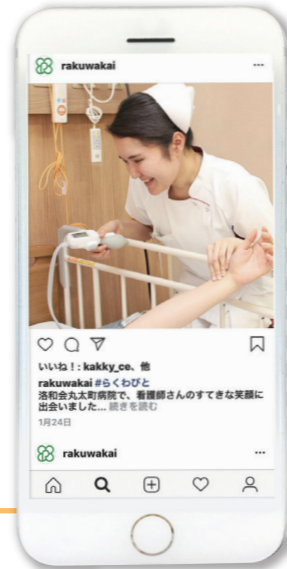 rakuwakai
いいね！: kakky_ce、他
rakuwakai #らくわびと
洛和会丸太町病院で、看護師さんのすてきな笑顔に
出会いました... 続きを読む
1月24日
rakuwakai